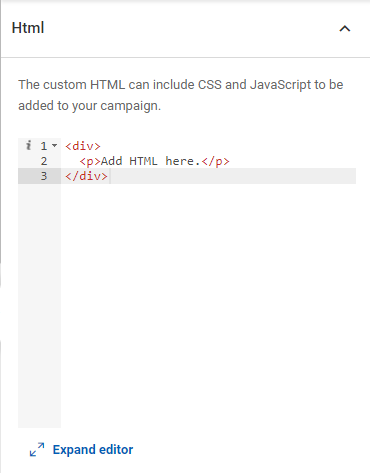 Html
The custom HTML can include CSS and JavaScript to be
added to your campaign.
i 1 <div>
2 <p>Add HTML here.</p>
3 </div>
Expand editor